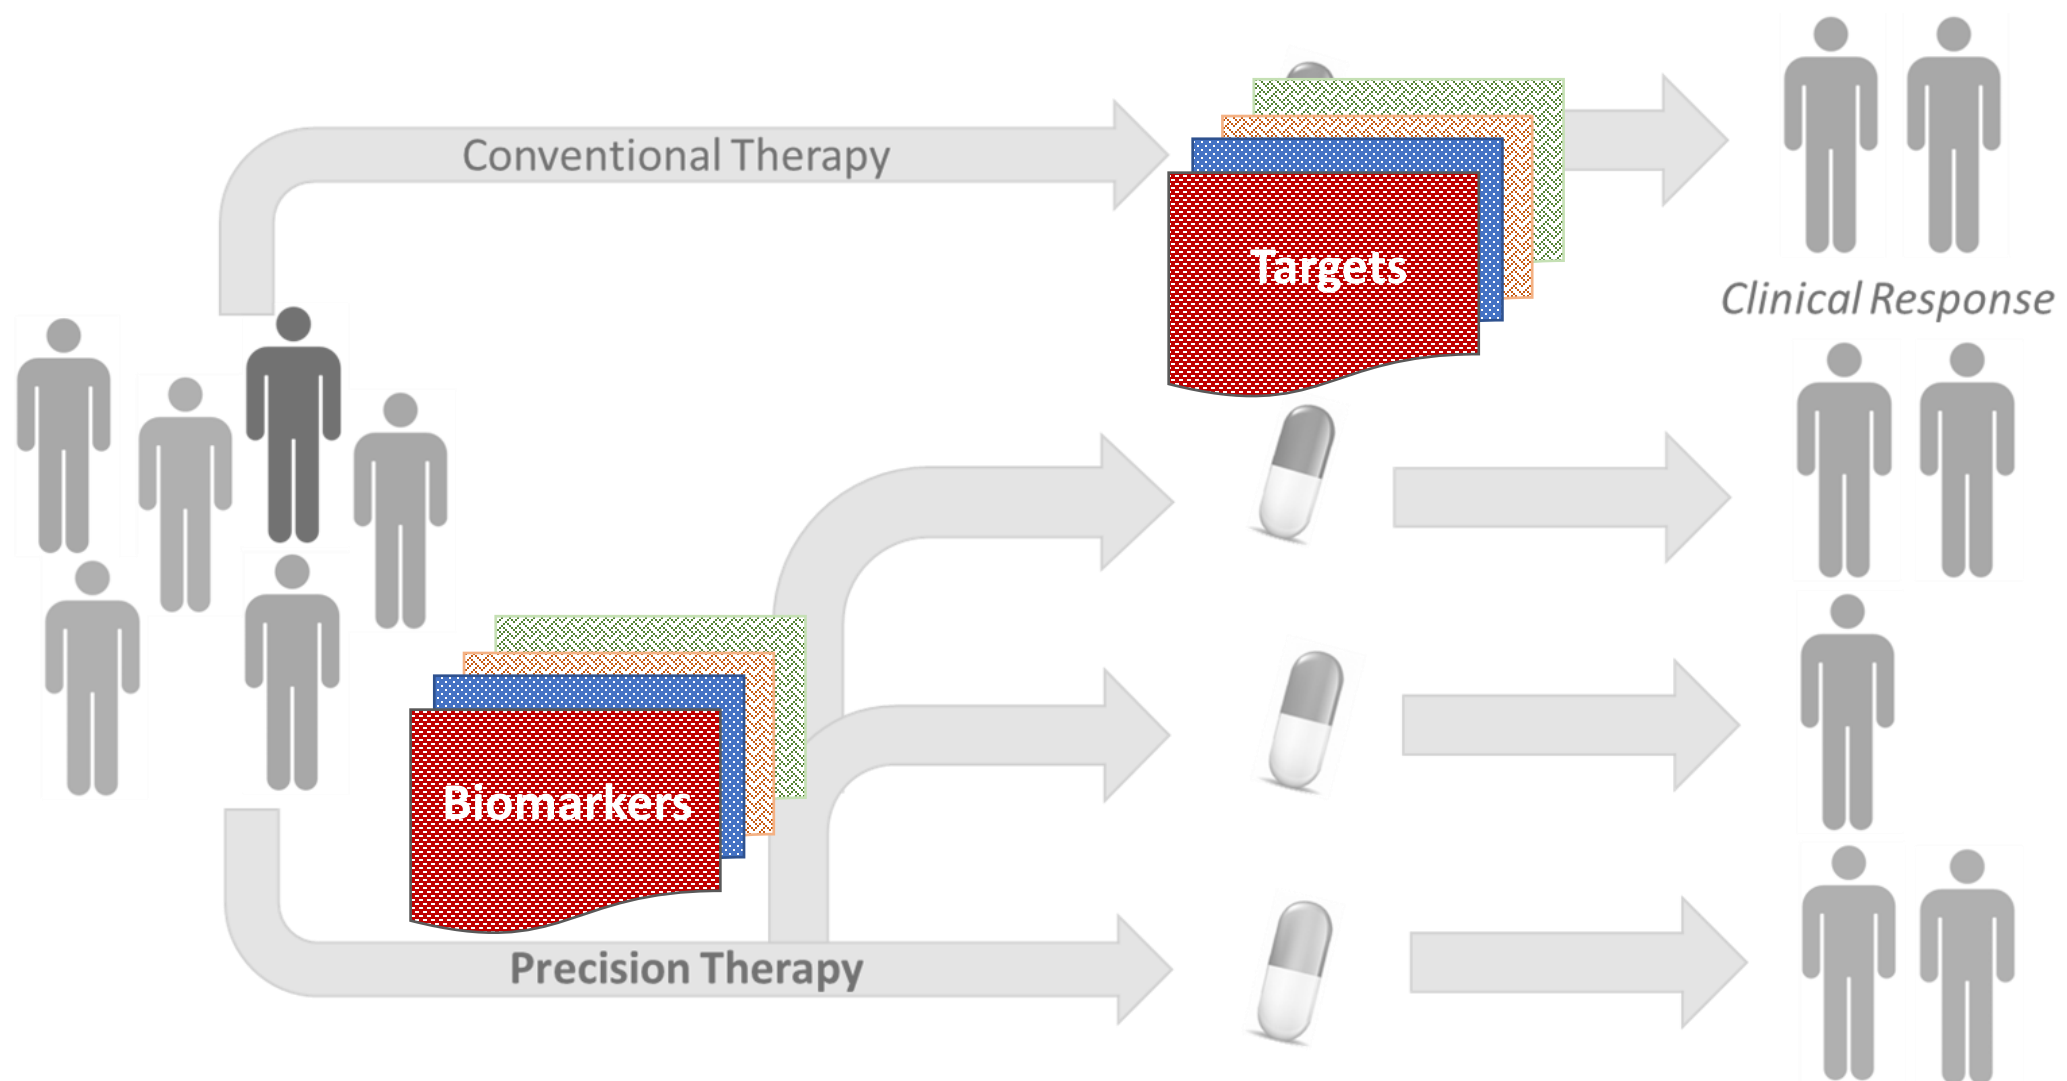 Conventional Therapy
Targets
Clinical Response
Biomarkers
Precision Therapy